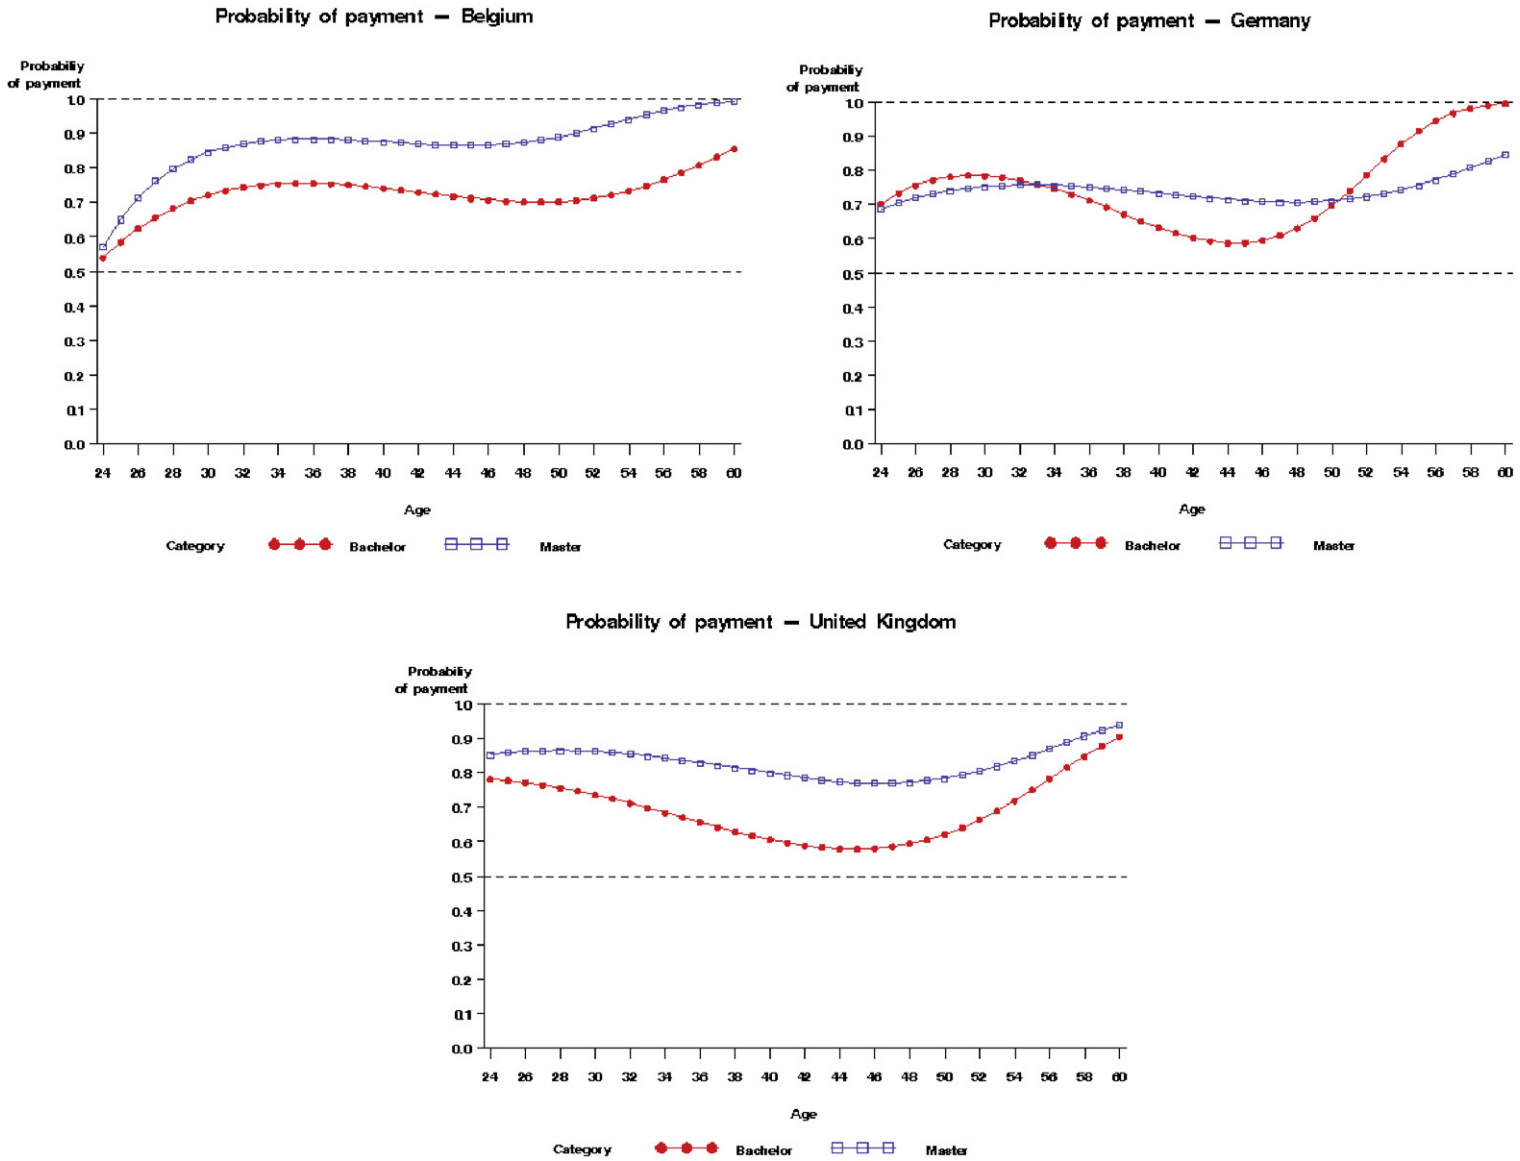 Probability of payment – Belgium
Probability of payment – Germany
Probabiliy
of payment
1.0
0.9
0.8
0.7
0.6
0.5
0.4
0.3
0.2
0.1
0.0
24 26 28 30 32 34 36 38 40 42 44 46 48 50 52 54 56 58 60
Age
Category Bachelor Master
Probabiliy
of payment
1.0
0.9
0.8
0.7
0.6
0.5
0.4
0.3
0.2
0.1
0.0
24 26 28 30 32 34 36 38 40 42 44 46 48 50 52 54 56 58 60
Age
Category Bachelor Master
Probability of payment – United Kingdom
Probabiliy
of payment
1.0
0.9
0.8
0.7
0.6
0.5
0.4
0.3
0.2
0.1
0.0
24 26 28 30 32 34 36 38 40 42 44 46 48 50 52 54 56 58 60
Age
Category Bachelor Master